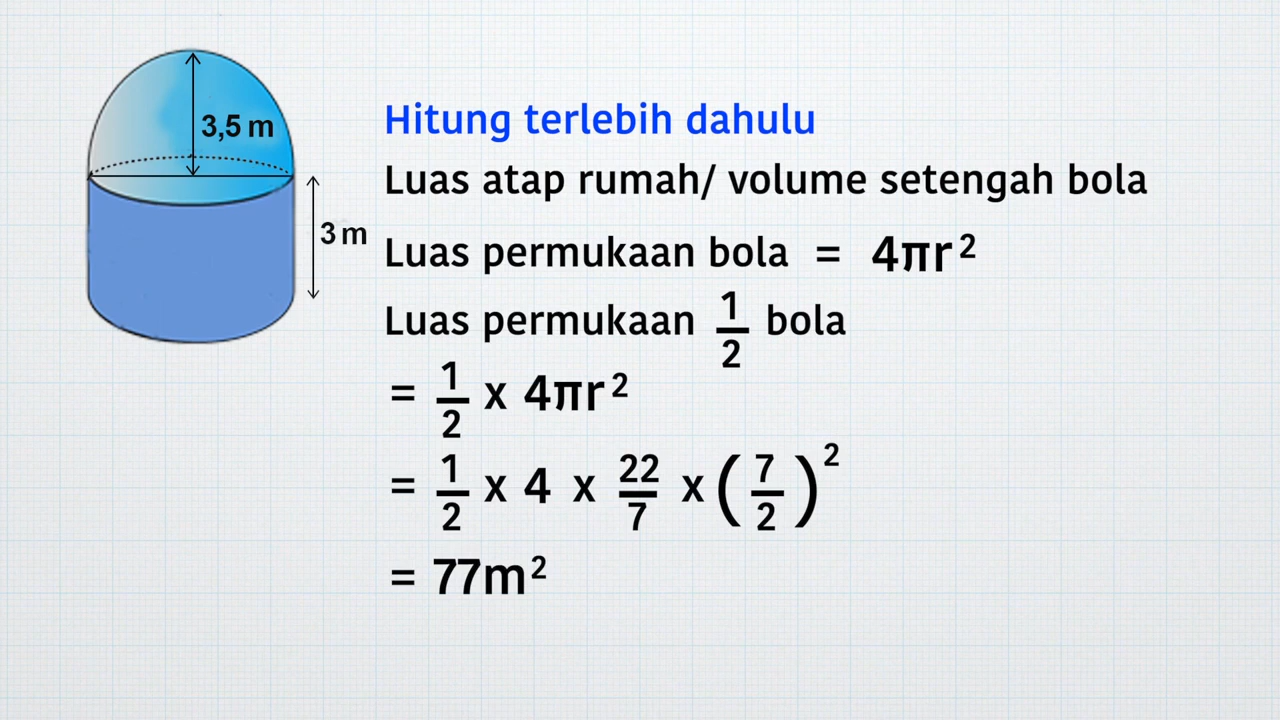 3,5 m
3 m
Hitung terlebih dahulu
Luas atap rumah/ volume setengah bola
Luas permukaan bola = 4πr²
Luas permukaan 1/2 bola
= 1/2 x 4πr²
= 1/2 x 4 x 22/7 x (7/2)²
= 77m²